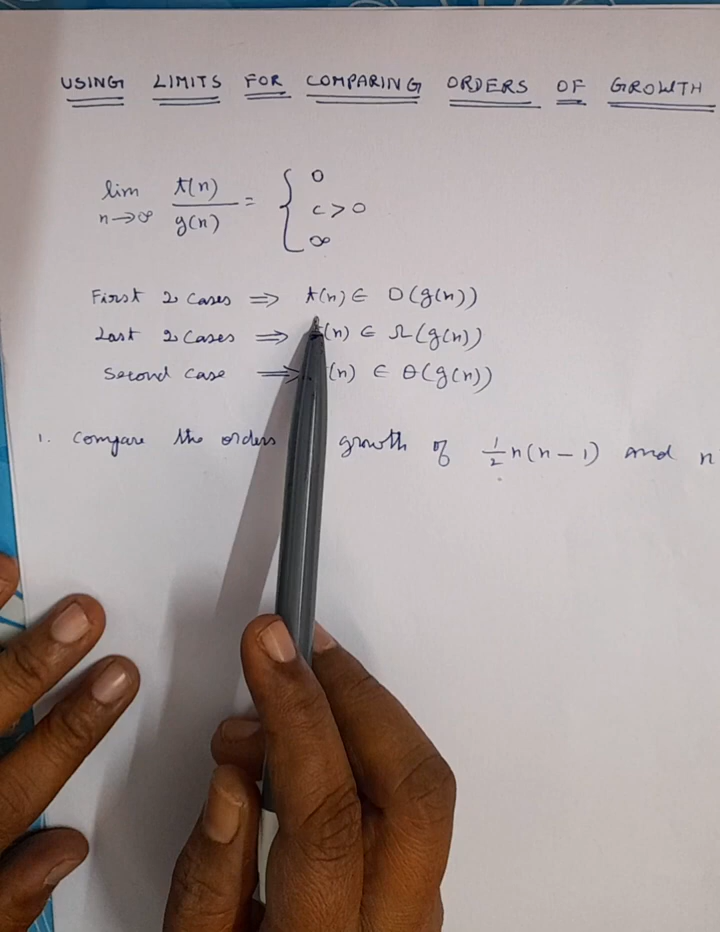 USING LIMITS FOR COMPARING ORDERS OF GROWTH
lim n→∞ t(n)/g(n) = { 0
c > 0
∞
First 2 Cases ⇒ t(n) ∈ O(g(n))
Last 2 Cases ⇒ (n) ∈ Ω(g(n))
Second case ⇒ (n) ∈ θ(g(n))
1. Compare the orders growth of 1/2 n(n-1) and n